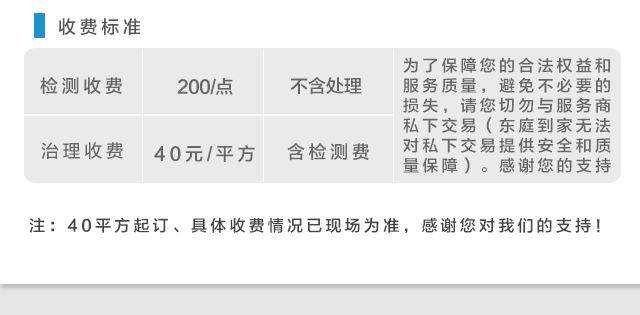 收费标准
检测收费 200/点 不含处理
治理收费 40元/平方 含检测费
为了保障您的合法权益和
服务质量，避免不必要的
损失，请您切勿与服务商
私下交易（东庭到家无法
对私下交易提供安全和质
量保障）。感谢您的支持
注：40平方起订、具体收费情况已现场为准，感谢您对我们的支持！